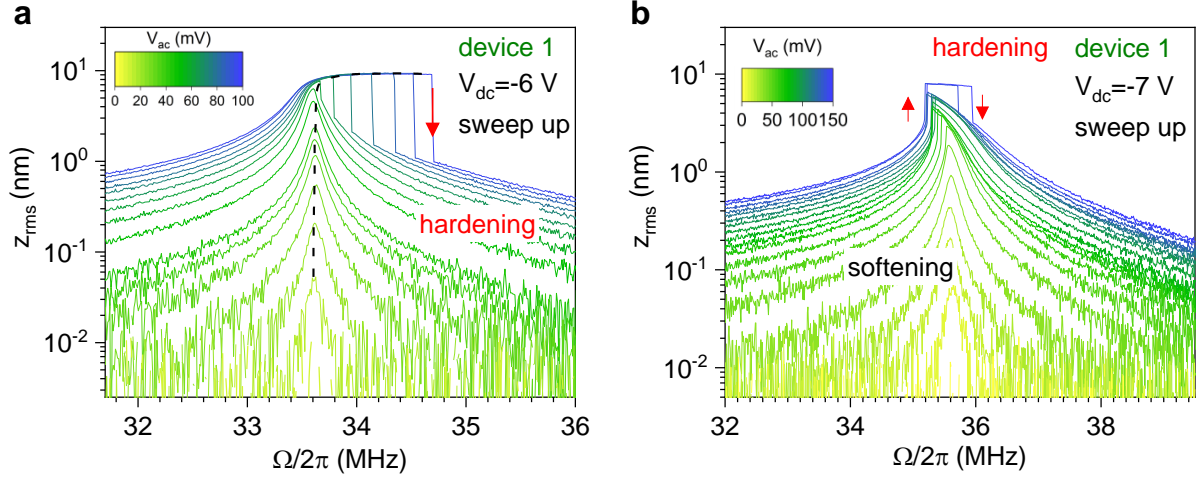 a
V_ac (mV)
0 20 40 60 80 100
device 1
V_dc=-6 V
sweep up
hardening
10^1
10^0
10^-1
10^-2
z_rms (nm)
32 33 34 35 36
Ω/2π (MHz)
b
V_ac (mV)
0 50 100 150
hardening
device 1
V_dc=-7 V
sweep up
softening
10^1
10^0
10^-1
10^-2
z_rms (nm)
32 34 36 38
Ω/2π (MHz)